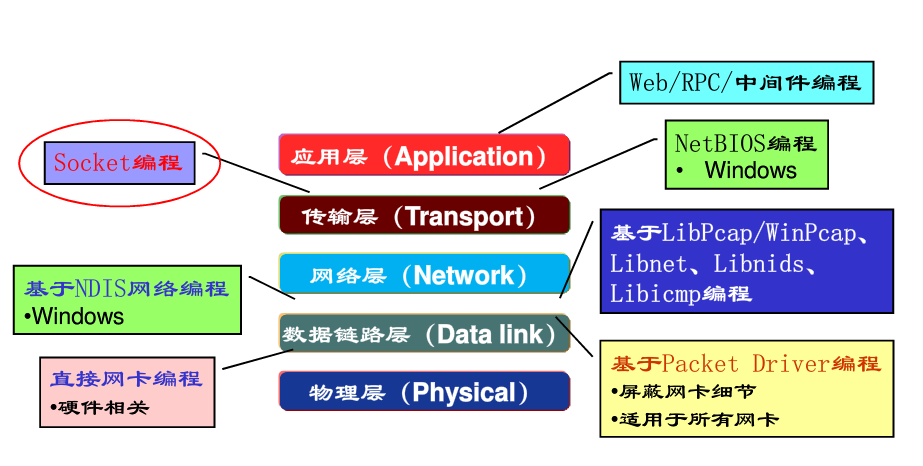 Web/RPC/中间件编程
Socket编程
应用层（Application）
NetBIOS编程
• Windows
传输层（Transport）
基于LibPcap/WinPcap、
Libnet、Libnids、
Libicmp编程
网络层（Network）
基于NDIS网络编程
•Windows
数据链路层（Data link）
直接网卡编程
•硬件相关
物理层（Physical）
基于Packet Driver编程
•屏蔽网卡细节
•适用于所有网卡